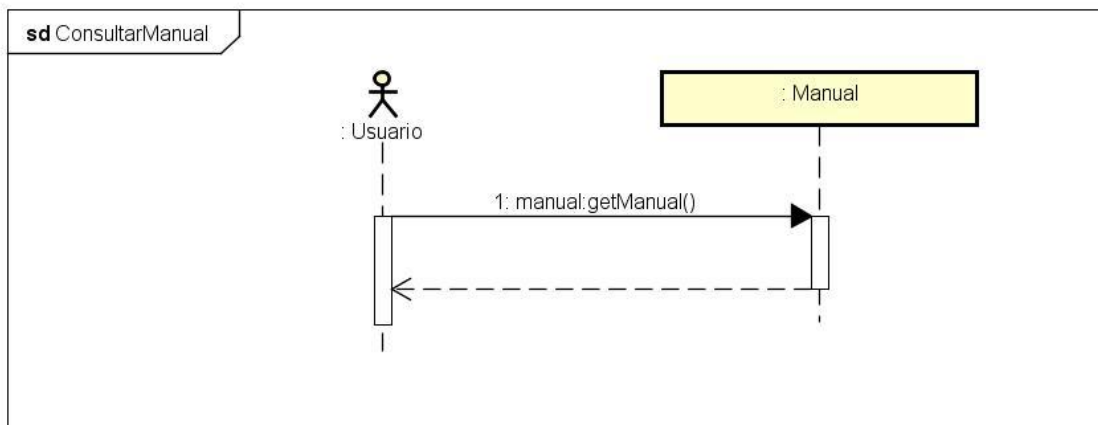 sd ConsultarManual
: Usuario
: Manual
1: manual:getManual()